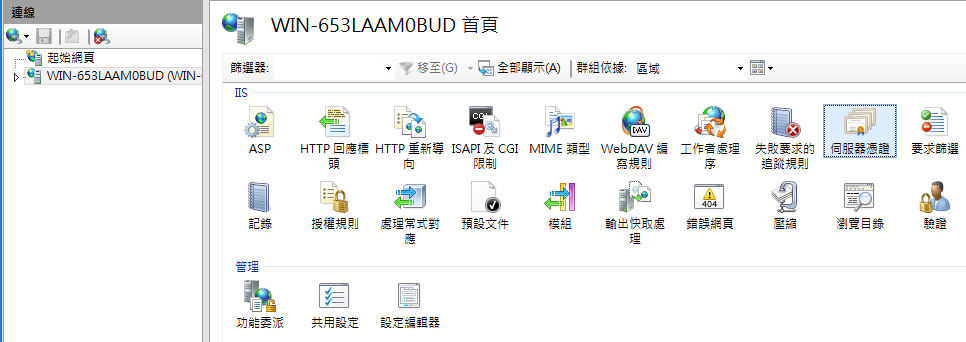 連線
起始網頁
WIN-653LAAM0BUD (WIN-
WIN-653LAAM0BUD 首頁
篩選器: 移至(G) 全部顯示(A) 群組依據: 區域
IIS
ASP
HTTP 回應標頭
HTTP 重新導向
ISAPI 及 CGI 限制
MIME 類型
WebDAV 編寫規則
工作者處理序
失敗要求的追蹤規則
伺服器憑證
要求篩選
記錄
授權規則
處理常式對應
預設文件
模組
輸出快取處理
錯誤網頁
404
壓縮
瀏覽目錄
驗證
管理
功能委派
共用設定
設定編輯器